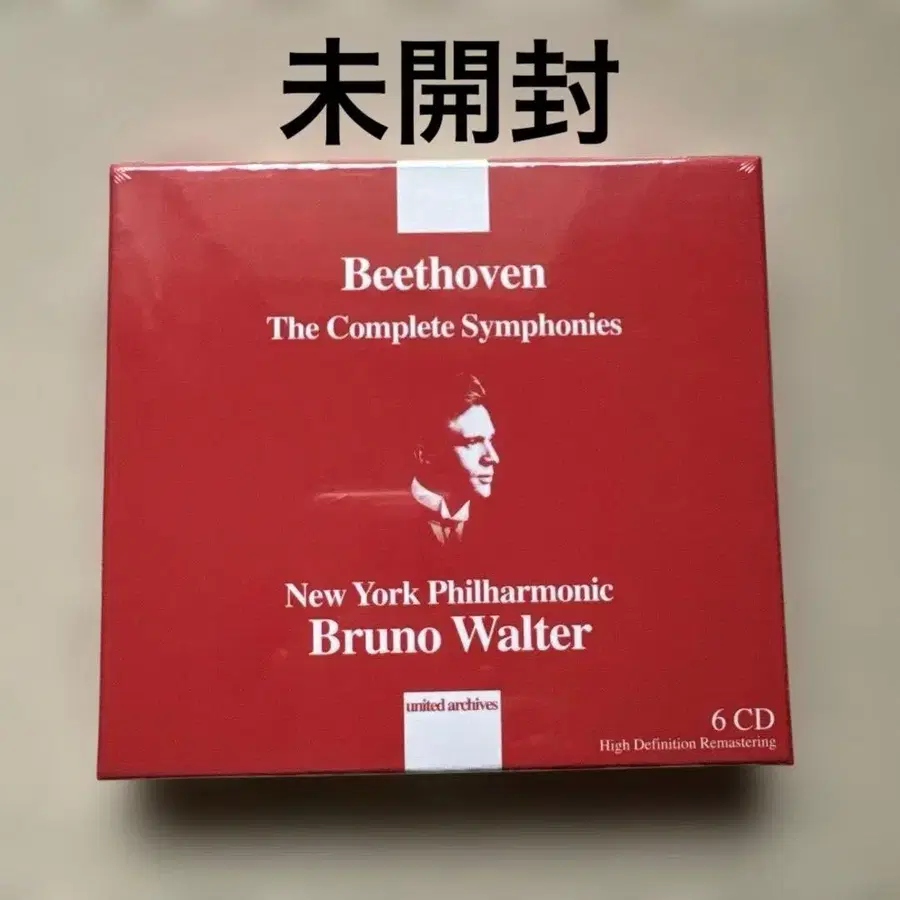 未開封
Beethoven
The Complete Symphonies
New York Philharmonic
Bruno Walter
united archives
6 CD
High Definition Remastering